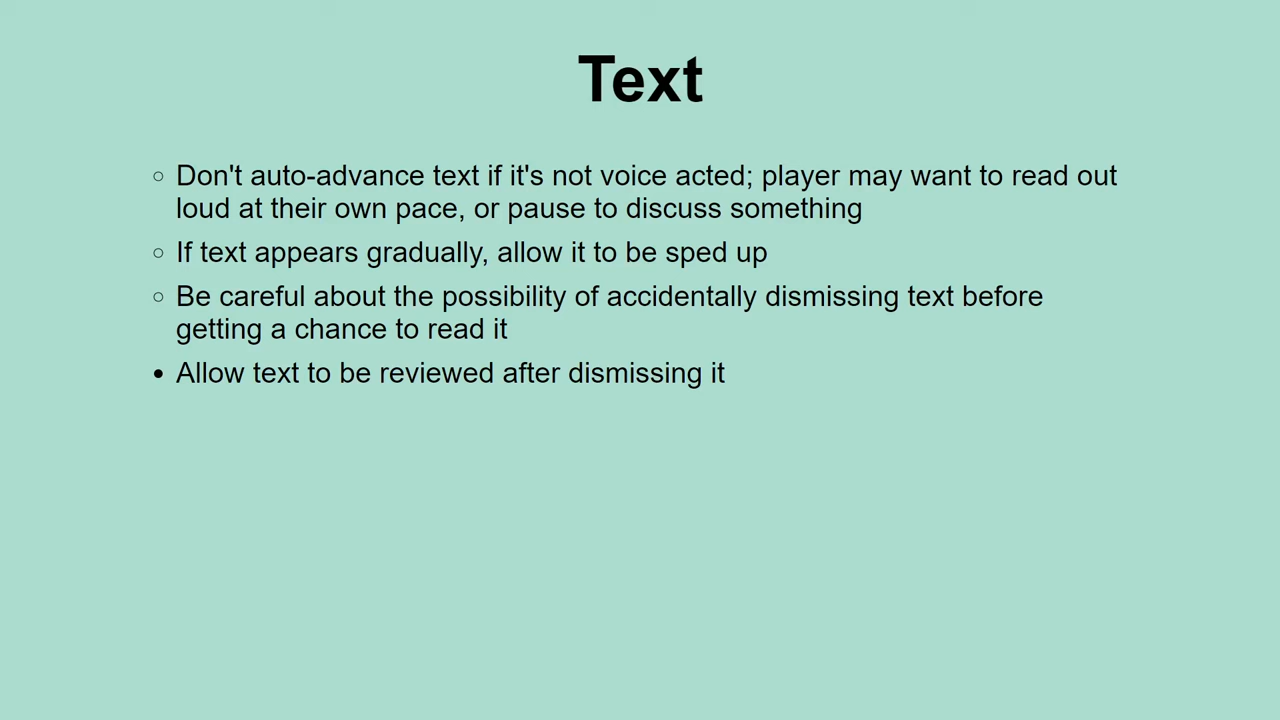 Text
Don't auto-advance text if it's not voice acted; player may want to read out
loud at their own pace, or pause to discuss something
If text appears gradually, allow it to be sped up
Be careful about the possibility of accidentally dismissing text before
getting a chance to read it
Allow text to be reviewed after dismissing it